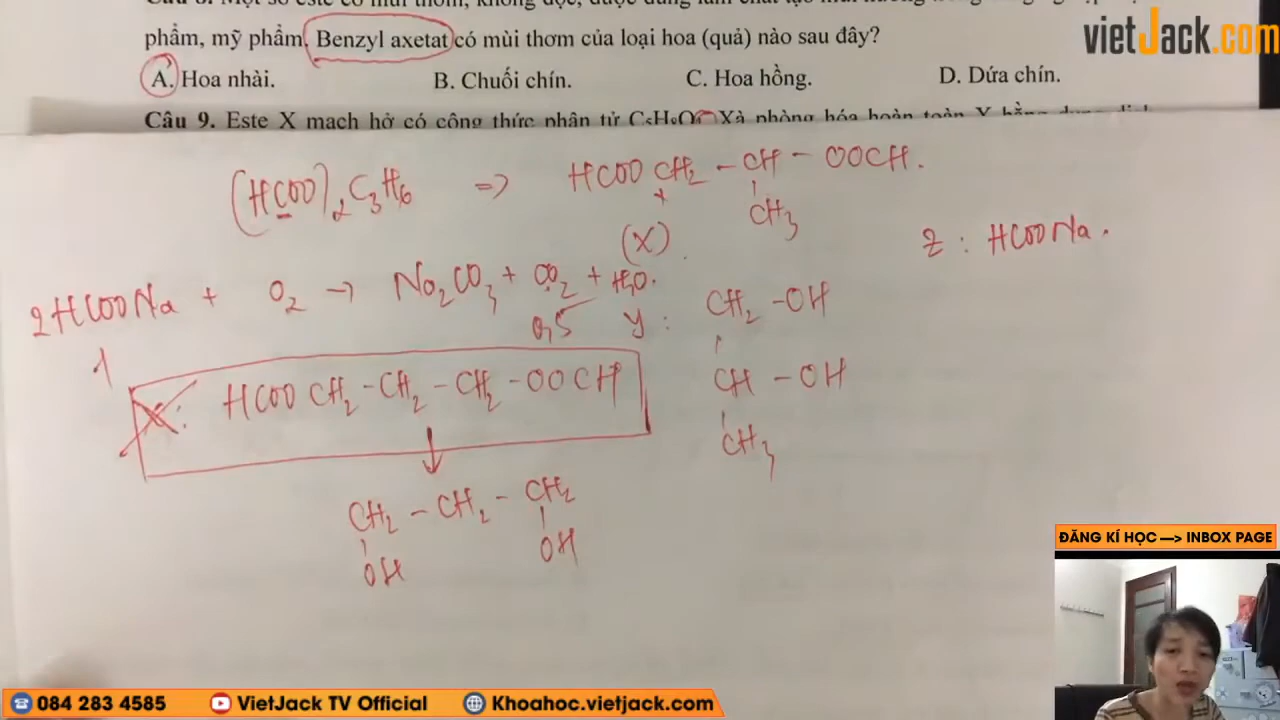 vietJack.com
phẩm, mỹ phẩm. Benzyl axetat có mùi thơm của loại hoa (quả) nào sau đây?
A. Hoa nhài. B. Chuối chín. C. Hoa hồng. D. Dứa chín.
Câu 9. Este X mạch hở có công thức phân tử
(HCOO)₂C₃H₆ => HCOO CH₂ - CH - OOCH.
CH₃
(X)
Z : HCOONa.
2HCOONa + O₂ → Na₂CO₃ + CO₂ + H₂O.
1
0,5
Y : CH₂ - OH
CH - OH
CH₃
X: HCOO CH₂ - CH₂ - CH₂ - OOCH
CH₂ - CH₂ - CH₂
OH OH
ĐĂNG KÍ HỌC —> INBOX PAGE
084 283 4585 VietJack TV Official Khoahoc.vietjack.com